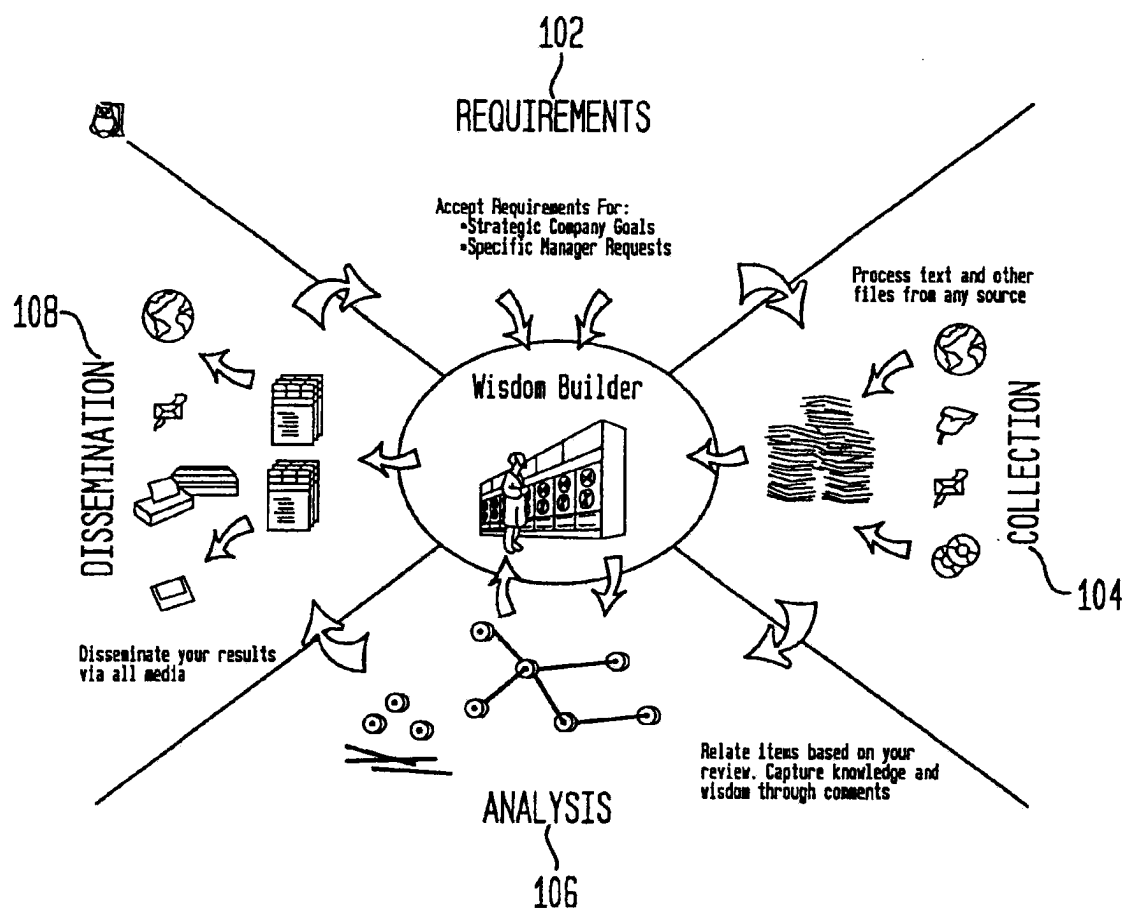 102
REQUIREMENTS
Accept Requirements For:
•Strategic Company Goals
•Specific Manager Requests
Process text and other
files from any source
108
DISSEMINATION
Wisdom Builder
COLLECTION
104
Disseminate your results
via all media
Relate items based on your
review. Capture knowledge and
wisdom through comments
ANALYSIS
106